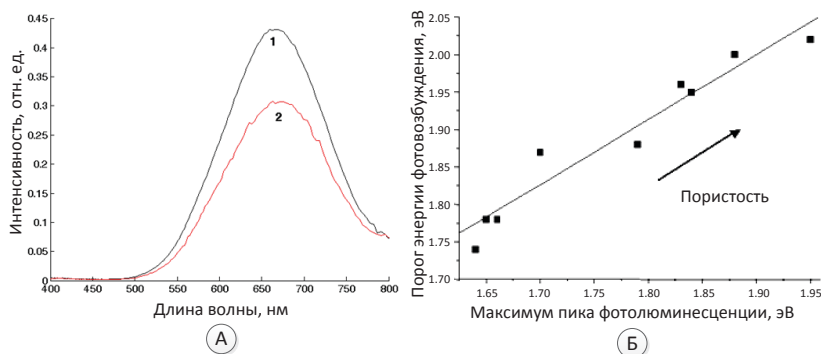 Интенсивность, отн. ед.
0.45
0.4
0.35
0.3
0.25
0.2
0.15
0.1
0.05
0
400 450 500 550 600 650 700 750 800
1
2
Длина волны, нм
А
Порог энергии фотовозбуждения, эВ
2.05
2.00
1.95
1.90
1.85
1.80
1.75
1.70
1.65 1.70 1.75 1.80 1.85 1.90 1.95
Пористость
Максимум пика фотолюминесценции, эВ
Б